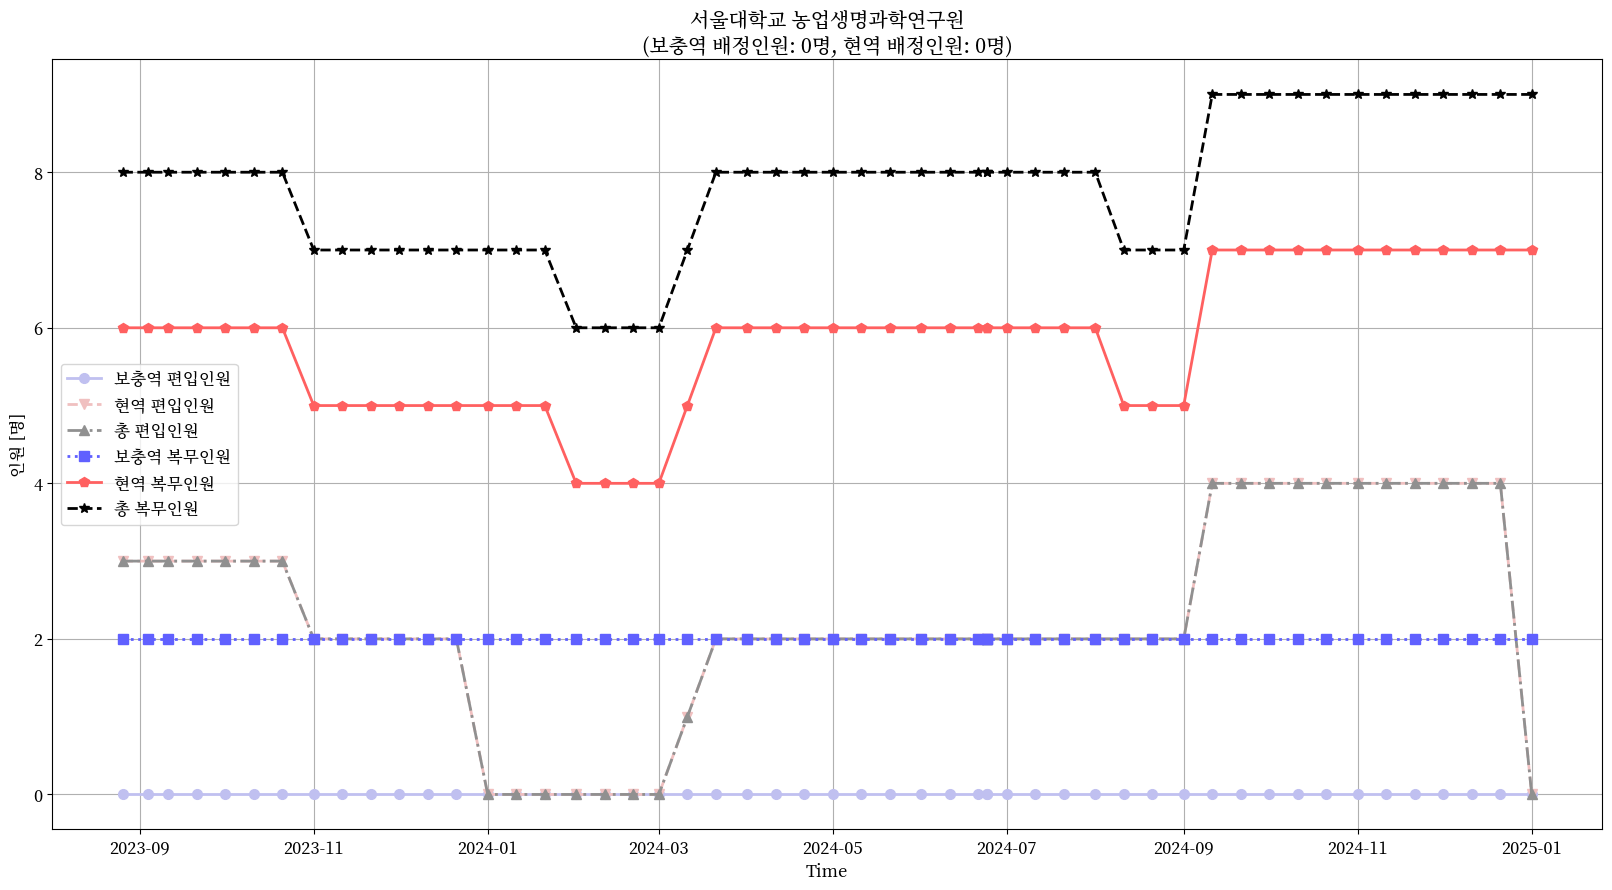 서울대학교 농업생명과학연구원
(보충역 배정인원: 0명, 현역 배정인원: 0명)
인원 [명]
8
6
4
2
0
보충역 편입인원
현역 편입인원
총 편입인원
보충역 복무인원
현역 복무인원
총 복무인원
2023-09
2023-11
2024-01
2024-03
2024-05
2024-07
2024-09
2024-11
2025-01
Time